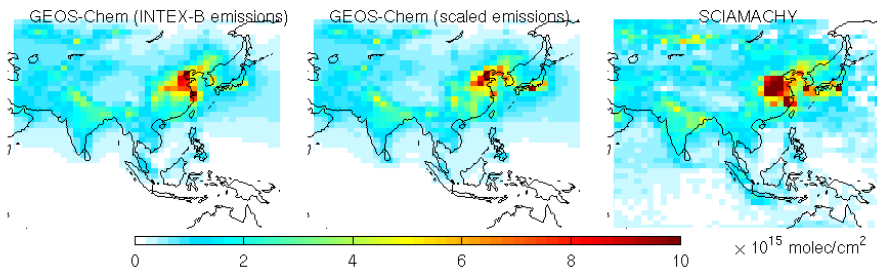 GEOS-Chem (INTEX-B emissions)
GEOS-Chem (scaled emissions)
SCIAMACHY
0 2 4 6 8 10
× 10¹⁵ molec/cm²